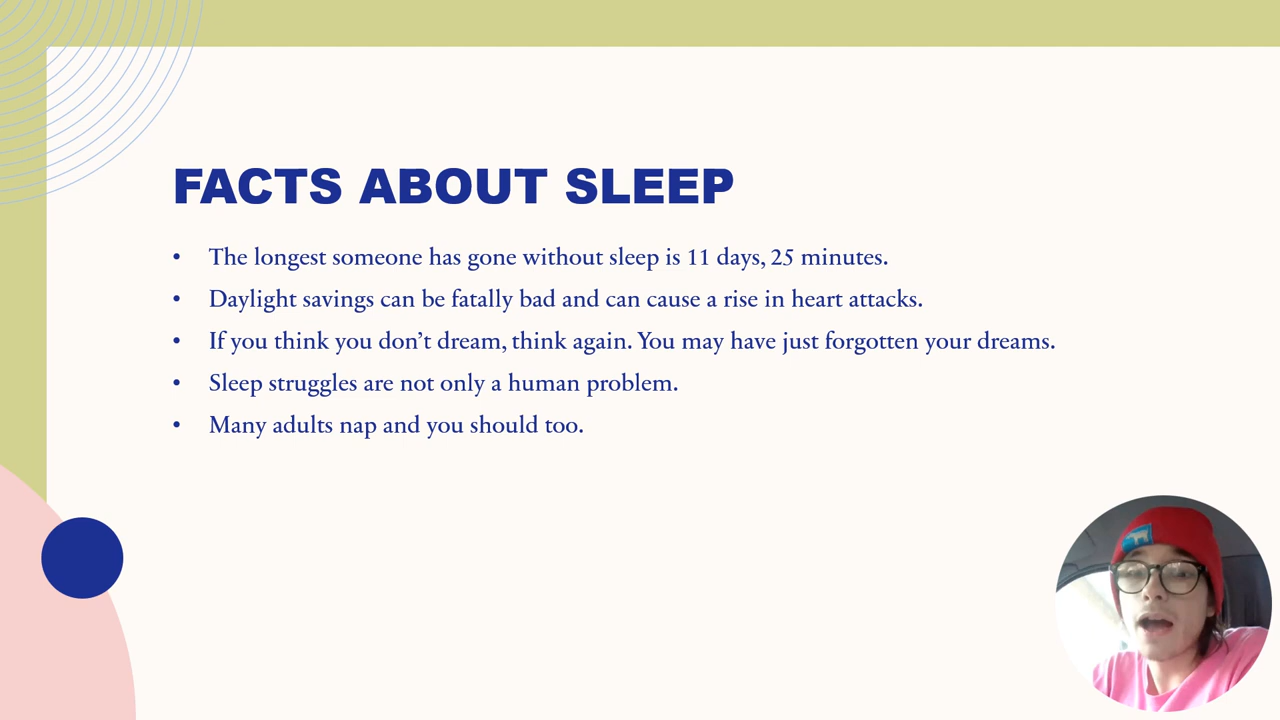 FACTS ABOUT SLEEP
• The longest someone has gone without sleep is 11 days, 25 minutes.
• Daylight savings can be fatally bad and can cause a rise in heart attacks.
• If you think you don’t dream, think again. You may have just forgotten your dreams.
• Sleep struggles are not only a human problem.
• Many adults nap and you should too.